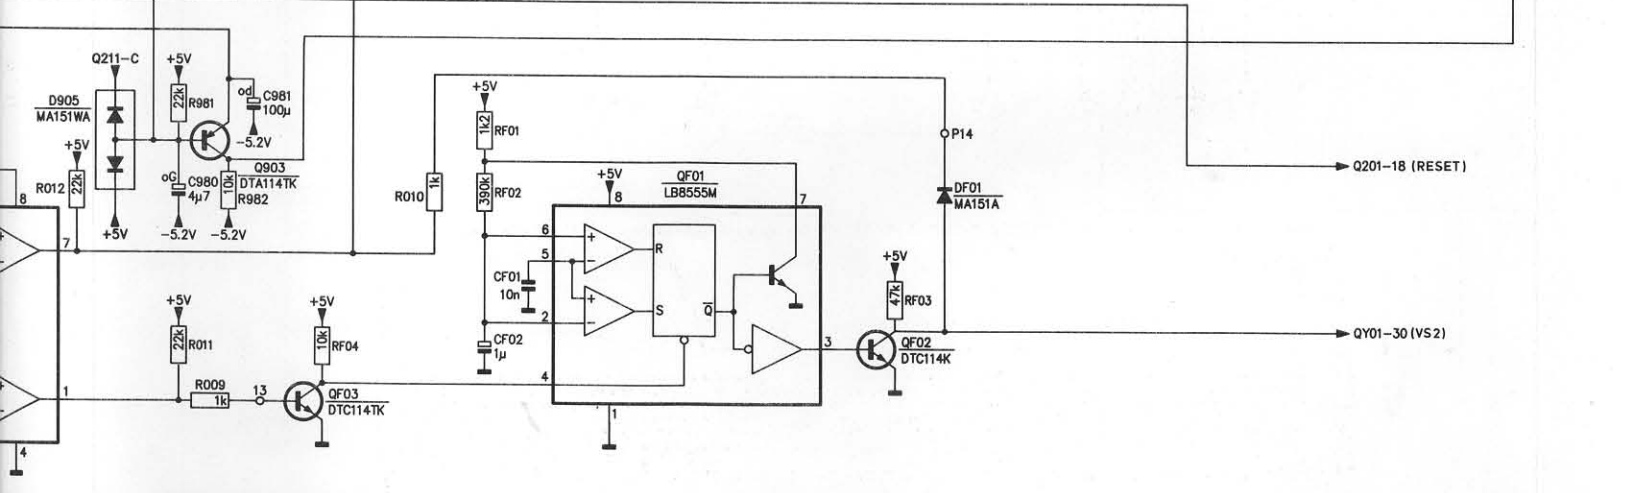 Q211-C
+5V
D905
MA151WA
22k
R981
od
C981
100µ
-5.2V
+5V
R012
22k
oG
C980
4µ7
10k
R982
Q903
DTA114TK
+5V
-5.2V
-5.2V
8
7
R010
1k
+5V
1k2
RF01
390k
RF02
+5V
8
QF01
LB8555M
7
6
5
2
4
+
-
+
-
R
S
Q̅
CF01
10n
CF02
1µ
3
1
P14
DF01
MA151A
+5V
47k
RF03
QF02
DTC114K
Q201-18 (RESET)
QY01-30 (VS2)
+
-
+
-
1
4
+5V
22k
R011
R009
1k
13
+5V
10k
RF04
QF03
DTC114TK